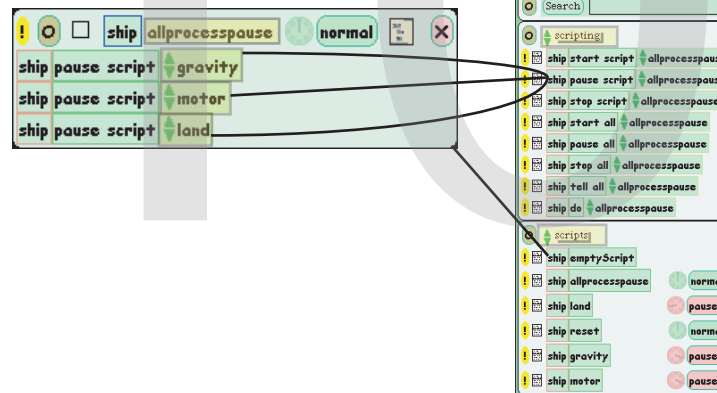 ! O ship allprocesspause normal
ship pause script gravity
ship pause script motor
ship pause script land
O Search
O scripting
! ship start script allprocesspaus
! ship pause script allprocesspaus
! ship stop script allprocesspause
! ship start all allprocesspause
! ship pause all allprocesspause
! ship stop all allprocesspause
! ship tell all allprocesspause
! ship do allprocesspause
O scripts
! ship emptyScript
! ship allprocesspause norma
! ship land pause
! ship reset norma
! ship gravity pause
! ship motor pause